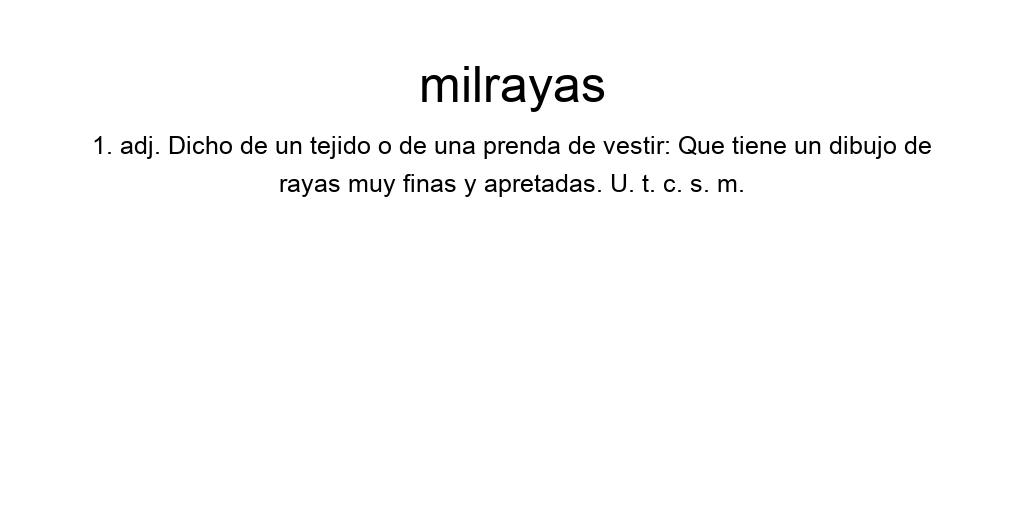 milrayas
1. adj. Dicho de un tejido o de una prenda de vestir: Que tiene un dibujo de
rayas muy finas y apretadas. U. t. c. s. m.